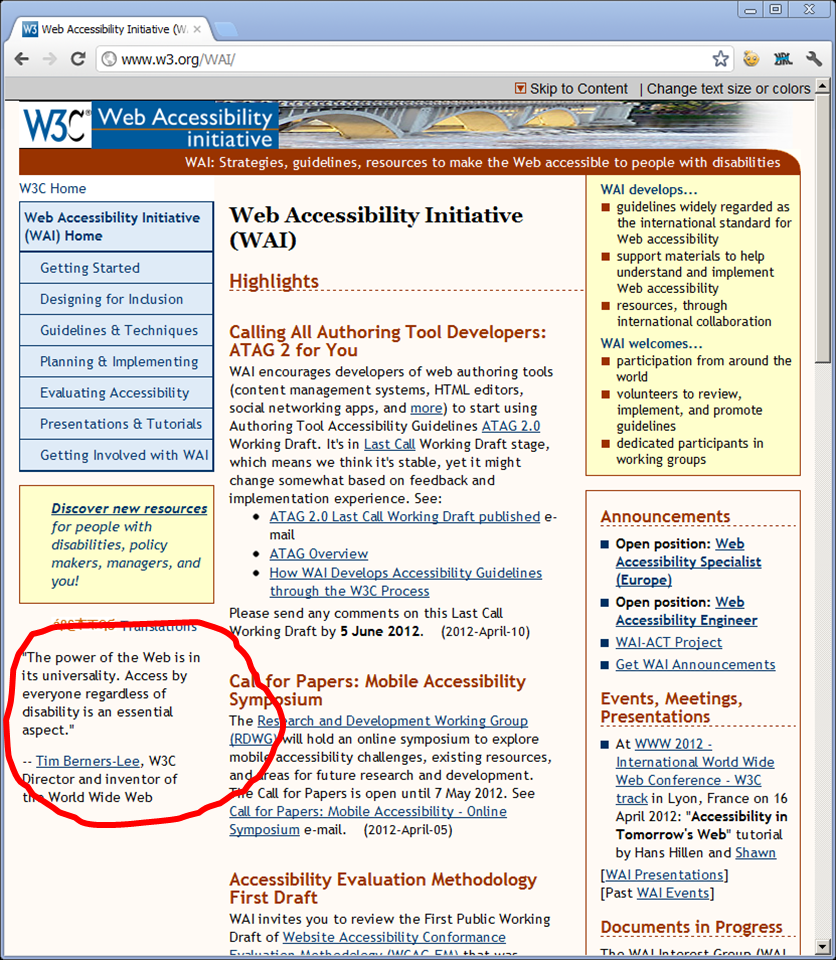 Web Accessibility Initiative (W
www.w3.org/WAI/
Skip to Content | Change text size or colors
W3C® Web Accessibility
initiative
WAI: Strategies, guidelines, resources to make the Web accessible to people with disabilities
W3C Home
Web Accessibility Initiative
(WAI) Home
Getting Started
Designing for Inclusion
Guidelines & Techniques
Planning & Implementing
Evaluating Accessibility
Presentations & Tutorials
Getting Involved with WAI
Discover new resources
for people with
disabilities, policy
makers, managers, and
you!
Translations
"The power of the Web is in
its universality. Access by
everyone regardless of
disability is an essential
aspect."
-- Tim Berners-Lee, W3C
Director and inventor of
the World Wide Web
Web Accessibility Initiative
(WAI)
Highlights
Calling All Authoring Tool Developers:
ATAG 2 for You
WAI encourages developers of web authoring tools
(content management systems, HTML editors,
social networking apps, and more) to start using
Authoring Tool Accessibility Guidelines ATAG 2.0
Working Draft. It's in Last Call Working Draft stage,
which means we think it's stable, yet it might
change somewhat based on feedback and
implementation experience. See:
• ATAG 2.0 Last Call Working Draft published e-
mail
• ATAG Overview
• How WAI Develops Accessibility Guidelines
through the W3C Process
Please send any comments on this Last Call
Working Draft by 5 June 2012. (2012-April-10)
Call for Papers: Mobile Accessibility
Symposium
The Research and Development Working Group
(RDWG) will hold an online symposium to explore
mobile accessibility challenges, existing resources,
and areas for future research and development.
The Call for Papers is open until 7 May 2012. See
Call for Papers: Mobile Accessibility - Online
Symposium e-mail. (2012-April-05)
Accessibility Evaluation Methodology
First Draft
WAI invites you to review the First Public Working
Draft of Website Accessibility Conformance
Evaluation Methodology (WCAG-EM) that was
WAI develops...
guidelines widely regarded as
the international standard for
Web accessibility
support materials to help
understand and implement
Web accessibility
resources, through
international collaboration
WAI welcomes...
participation from around the
world
volunteers to review,
implement, and promote
guidelines
dedicated participants in
working groups
Announcements
Open position: Web
Accessibility Specialist
(Europe)
Open position: Web
Accessibility Engineer
WAI-ACT Project
Get WAI Announcements
Events, Meetings,
Presentations
At WWW 2012 -
International World Wide
Web Conference - W3C
track in Lyon, France on 16
April 2012: "Accessibility in
Tomorrow's Web" tutorial
by Hans Hillen and Shawn
[WAI Presentations]
[Past WAI Events]
Documents in Progress
The WAI Interest Group (WAI